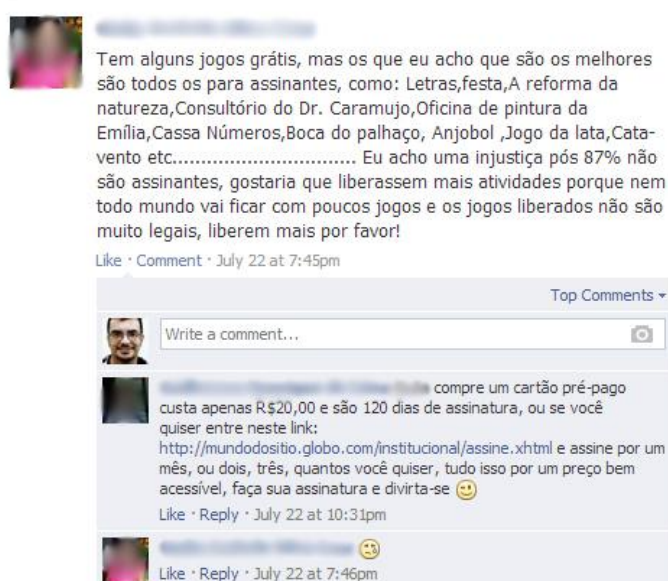 Tem alguns jogos grátis, mas os que eu acho que são os melhores
são todos os para assinantes, como: Letras,festa,A reforma da
natureza,Consultório do Dr. Caramujo,Oficina de pintura da
Emília,Cassa Números,Boca do palhaço, Anjobol ,Jogo da lata,Cata-
vento etc................................ Eu acho uma injustiça pós 87% não
são assinantes, gostaria que liberassem mais atividades porque nem
todo mundo vai ficar com poucos jogos e os jogos liberados não são
muito legais, liberem mais por favor!
Like · Comment · July 22 at 7:45pm
Top Comments
Write a comment...
compre um cartão pré-pago
custa apenas R$20,00 e são 120 dias de assinatura, ou se você
quiser entre neste link:
http://mundodositio.globo.com/institucional/assine.xhtml e assine por um
mês, ou dois, três, quantos você quiser, tudo isso por um preço bem
acessível, faça sua assinatura e divirta-se
Like · Reply · July 22 at 10:31pm
Like · Reply · July 22 at 7:46pm